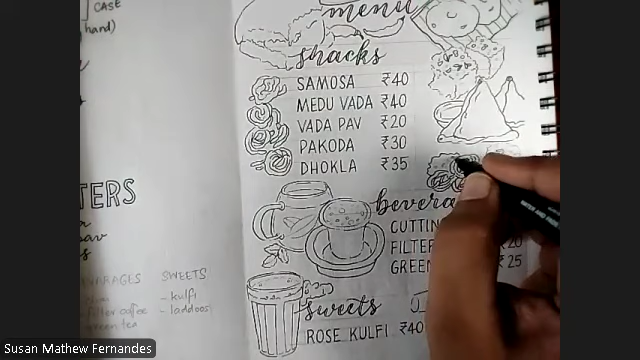 CASE
hand)
TERS
BEVERAGES SWEETS
- kulfi
- filter coffee - laddoos
green tea
menu
snacks
SAMOSA ₹40
MEDU VADA ₹40
VADA PAV ₹20
PAKODA ₹30
DHOKLA ₹35
bevera
CUTTIN
FILTER ₹20
GREEN ₹25
sweets
ROSE KULFI ₹40
Susan Mathew Fernandes